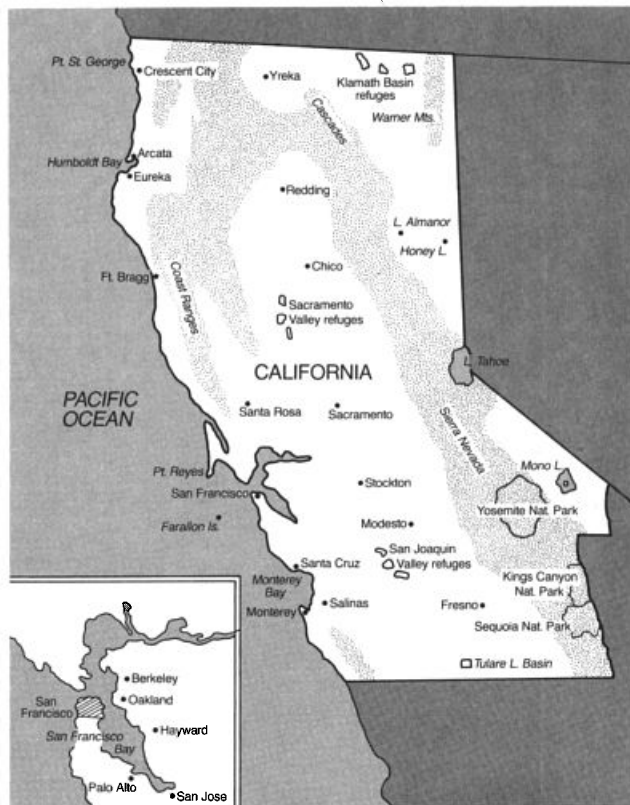 Pt. St. George
Crescent City
Yreka
Klamath Basin
refuges
Warner Mts.
Cascades
Humboldt Bay
Arcata
Eureka
Redding
L. Almanor
Honey L.
Ft. Bragg
Coast Ranges
Chico
Sacramento
Valley refuges
CALIFORNIA
L. Tahoe
PACIFIC
OCEAN
Santa Rosa
Sacramento
Sierra Nevada
Pt. Reyes
San Francisco
Stockton
Mono L.
Yosemite Nat. Park
Farallon Is.
Modesto
San Joaquin
Valley refuges
Santa Cruz
Monterey
Bay
Monterey
Salinas
Fresno
Kings Canyon
Nat. Park
Sequoia Nat. Park
Tulare L. Basin
Berkeley
Oakland
San
Francisco
San Francisco
Bay
Hayward
Palo Alto
San Jose